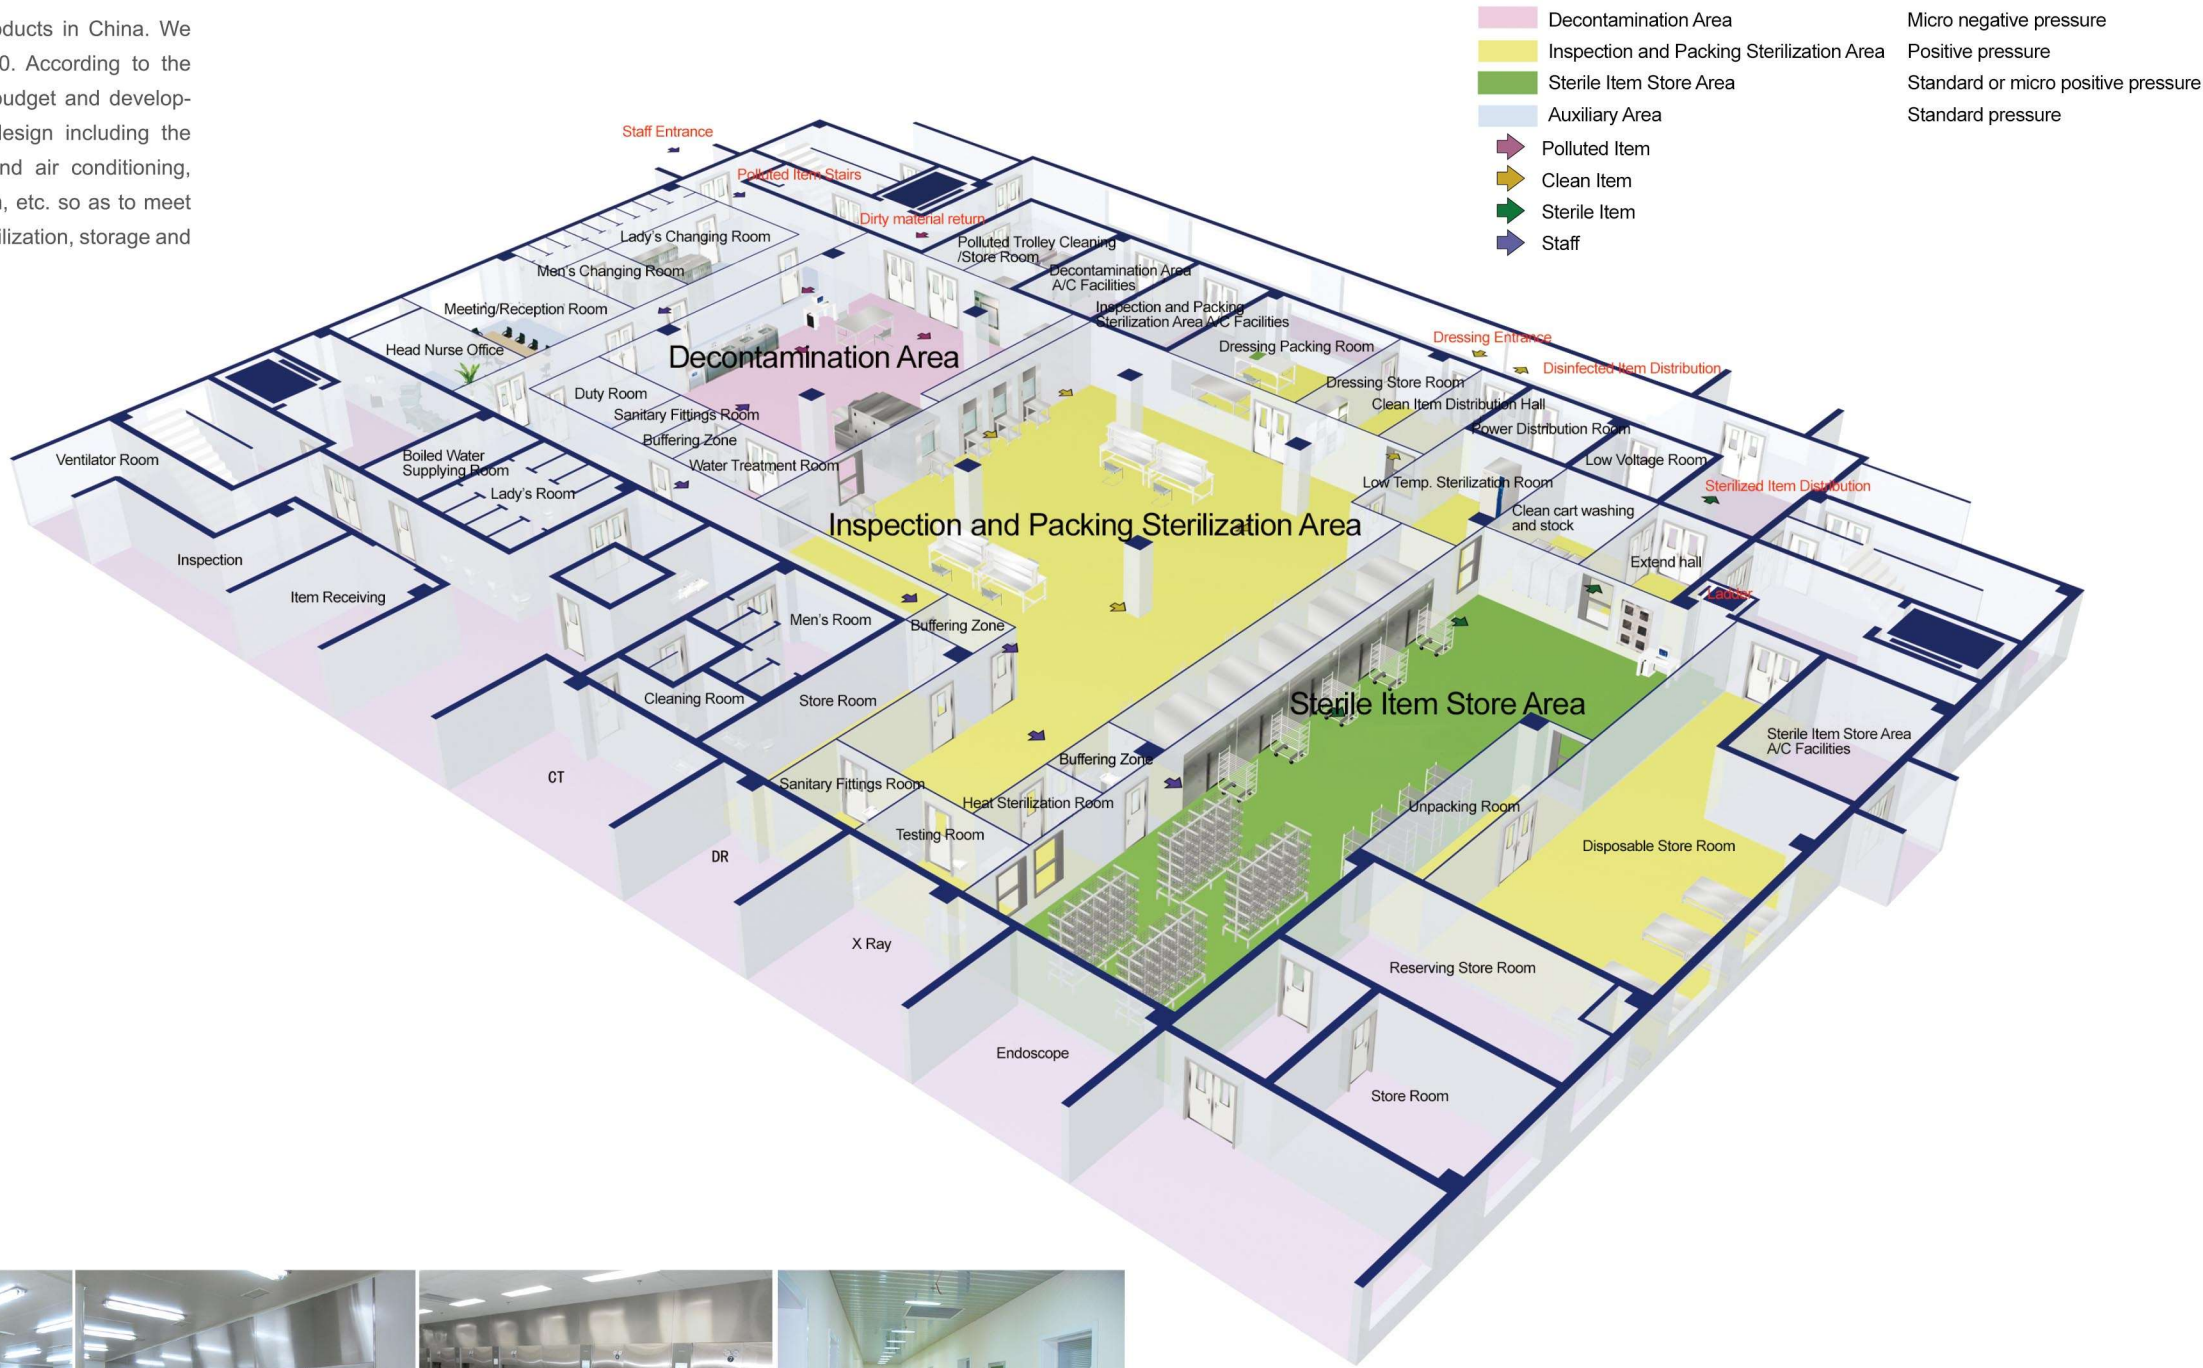 oducts in China. We
0. According to the
budget and develop-
design including the
nd air conditioning,
n, etc. so as to meet
ilization, storage and
Decontamination Area Micro negative pressure
Inspection and Packing Sterilization Area Positive pressure
Sterile Item Store Area Standard or micro positive pressure
Auxiliary Area Standard pressure
Polluted Item
Clean Item
Sterile Item
Staff
Staff Entrance
Polluted Item Stairs
Dirty material return
Lady's Changing Room
Polluted Trolley Cleaning
/Store Room
Men's Changing Room
Decontamination Area
A/C Facilities
Meeting/Reception Room
Inspection and Packing
Sterilization Area A/C Facilities
Head Nurse Office
Decontamination Area
Dressing Packing Room
Dressing Entrance
Disinfected Item Distribution
Duty Room
Dressing Store Room
Sanitary Fittings Room
Clean Item Distribution Hall
Buffering Zone
Power Distribution Room
Ventilator Room
Boiled Water
Supplying Room
Water Treatment Room
Low Voltage Room
Lady's Room
Low Temp. Sterilization Room
Sterilized Item Distribution
Inspection and Packing Sterilization Area
Clean cart washing
and stock
Inspection
Extend hall
Item Receiving
Ladder
Men's Room
Buffering Zone
Cleaning Room
Store Room
Sterile Item Store Area
Sterile Item Store Area
A/C Facilities
CT
Buffering Zone
Sanitary Fittings Room
Heat Sterilization Room
Unpacking Room
Testing Room
Disposable Store Room
DR
X Ray
Reserving Store Room
Endoscope
Store Room